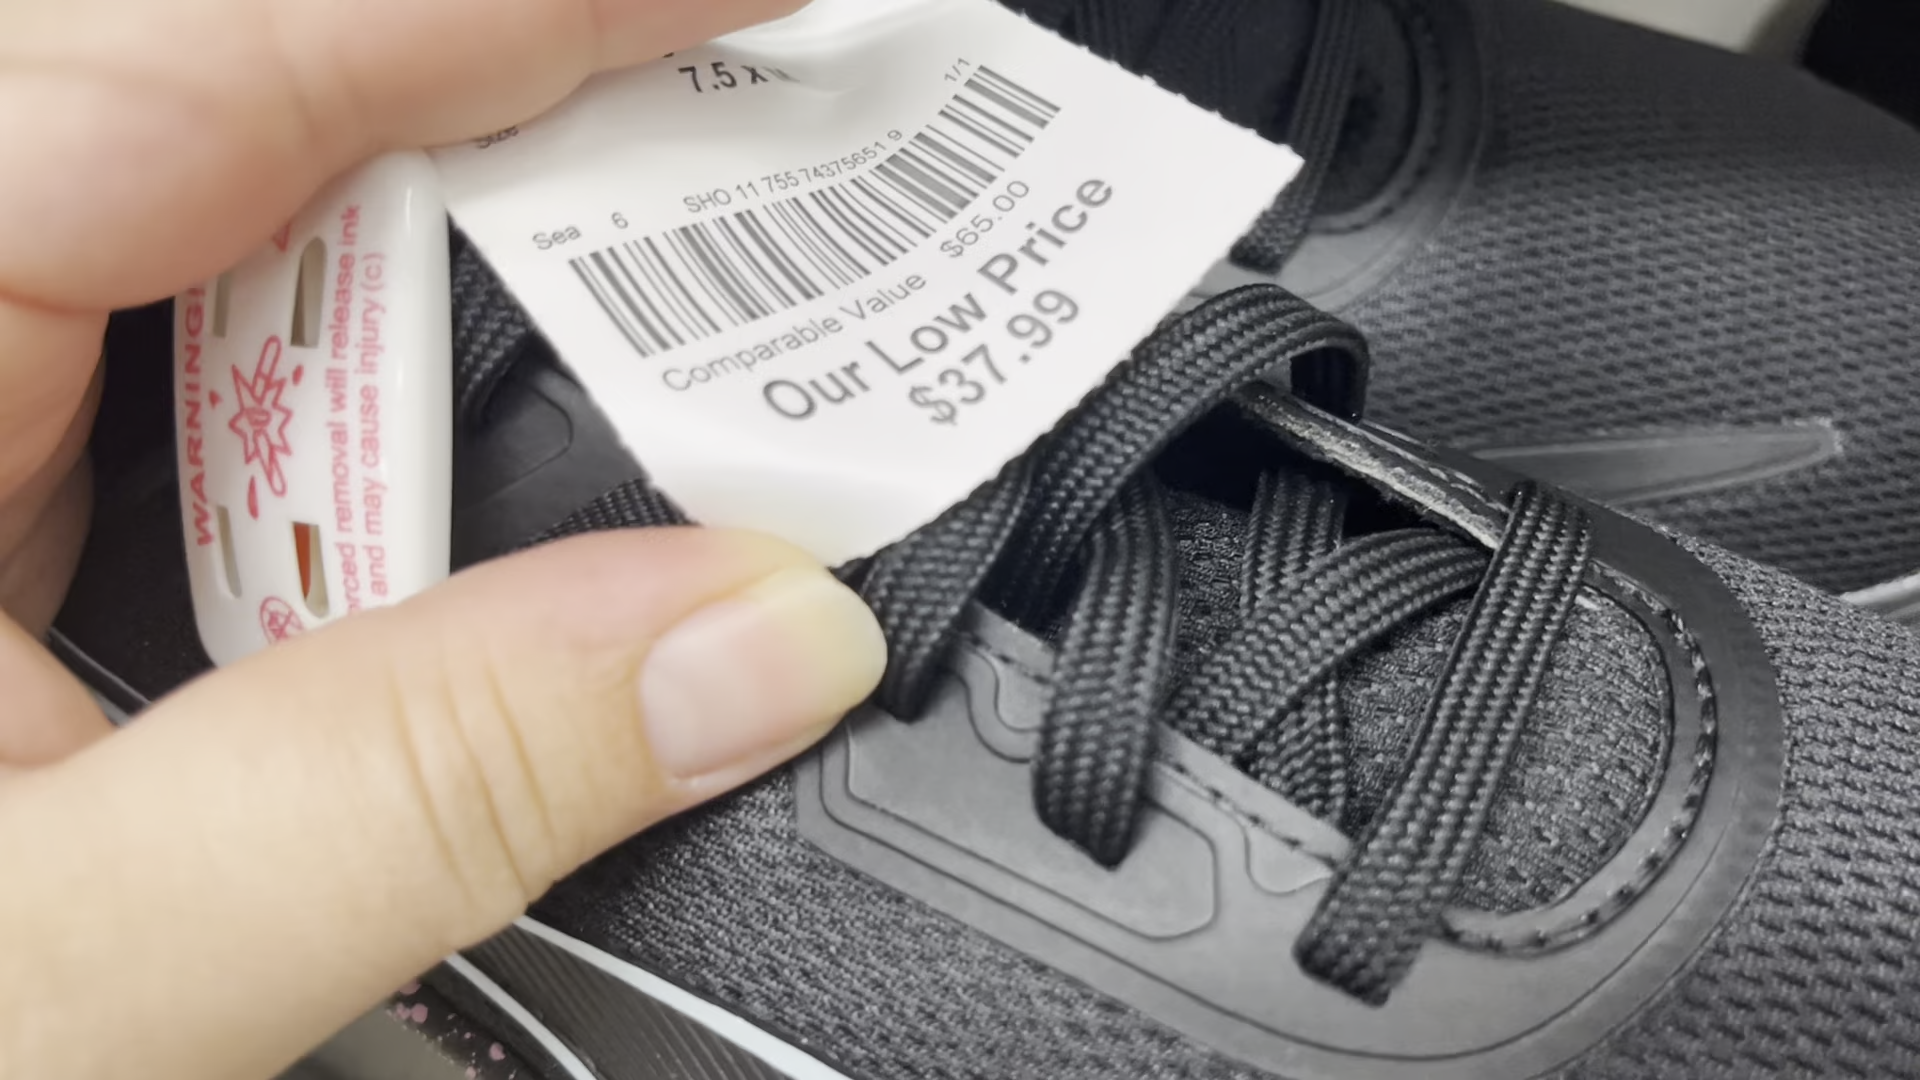 7.5 x
Size
1/1
Sea 6 SHO 11 755 74375651 9
Comparable Value $65.00
Our Low Price
$37.99
WARNING!
removal will release ink
and may cause injury (c)